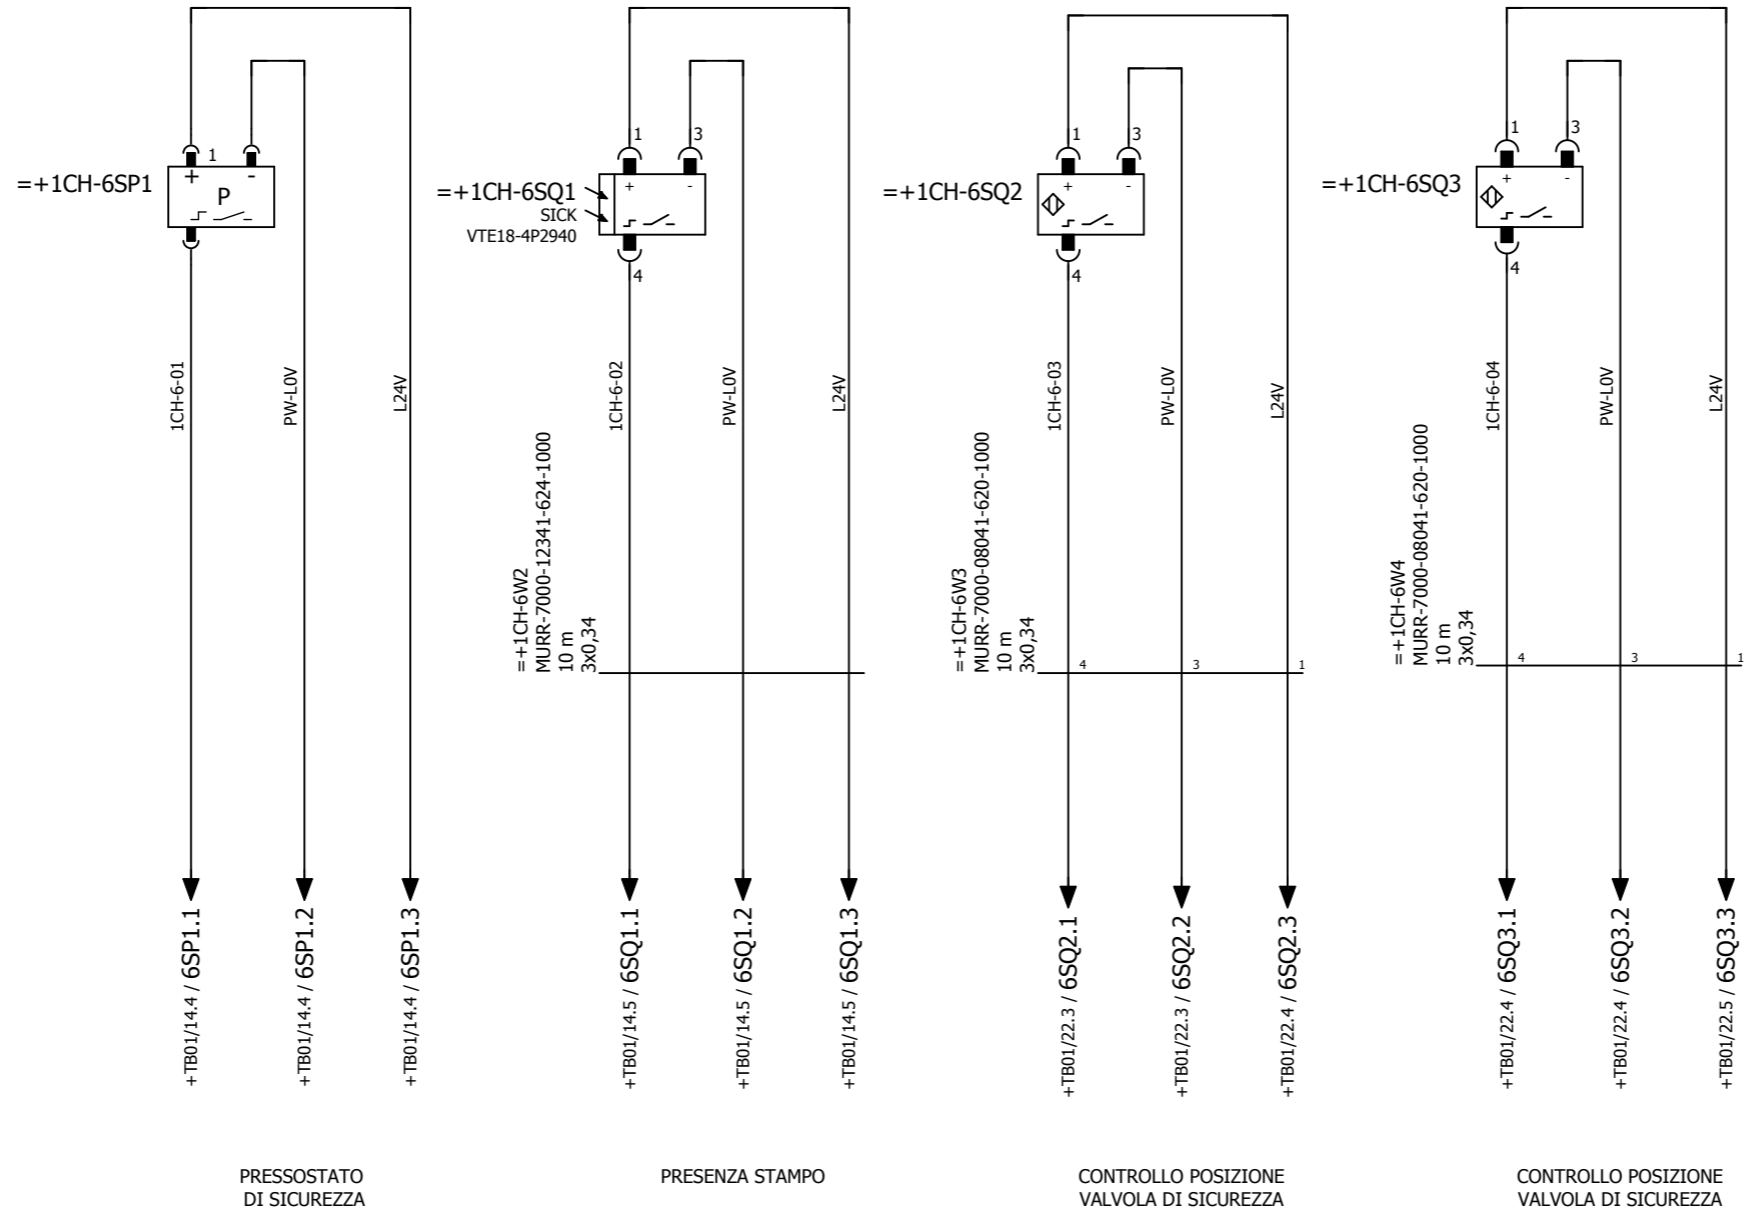 =+1CH-6SP1
1
+
-
P
1CH-6-01
PW-L0V
L24V
+TB01/14.4 / 6SP1.1
+TB01/14.4 / 6SP1.2
+TB01/14.4 / 6SP1.3
PRESSOSTATO
DI SICUREZZA
=+1CH-6SQ1
SICK
VTE18-4P2940
1
3
+
-
4
1CH-6-02
PW-L0V
L24V
=+1CH-6W2
MURR-7000-12341-624-1000
10 m
3x0,34
+TB01/14.5 / 6SQ1.1
+TB01/14.5 / 6SQ1.2
+TB01/14.5 / 6SQ1.3
PRESENZA STAMPO
=+1CH-6SQ2
1
3
+
-
4
1CH-6-03
PW-L0V
L24V
=+1CH-6W3
MURR-7000-08041-620-1000
10 m
3x0,34
4
3
1
+TB01/22.3 / 6SQ2.1
+TB01/22.3 / 6SQ2.2
+TB01/22.4 / 6SQ2.3
CONTROLLO POSIZIONE
VALVOLA DI SICUREZZA
=+1CH-6SQ3
1
3
+
-
4
1CH-6-04
PW-L0V
L24V
=+1CH-6W4
MURR-7000-08041-620-1000
10 m
3x0,34
4
3
1
+TB01/22.4 / 6SQ3.1
+TB01/22.4 / 6SQ3.2
+TB01/22.5 / 6SQ3.3
CONTROLLO POSIZIONE
VALVOLA DI SICUREZZA